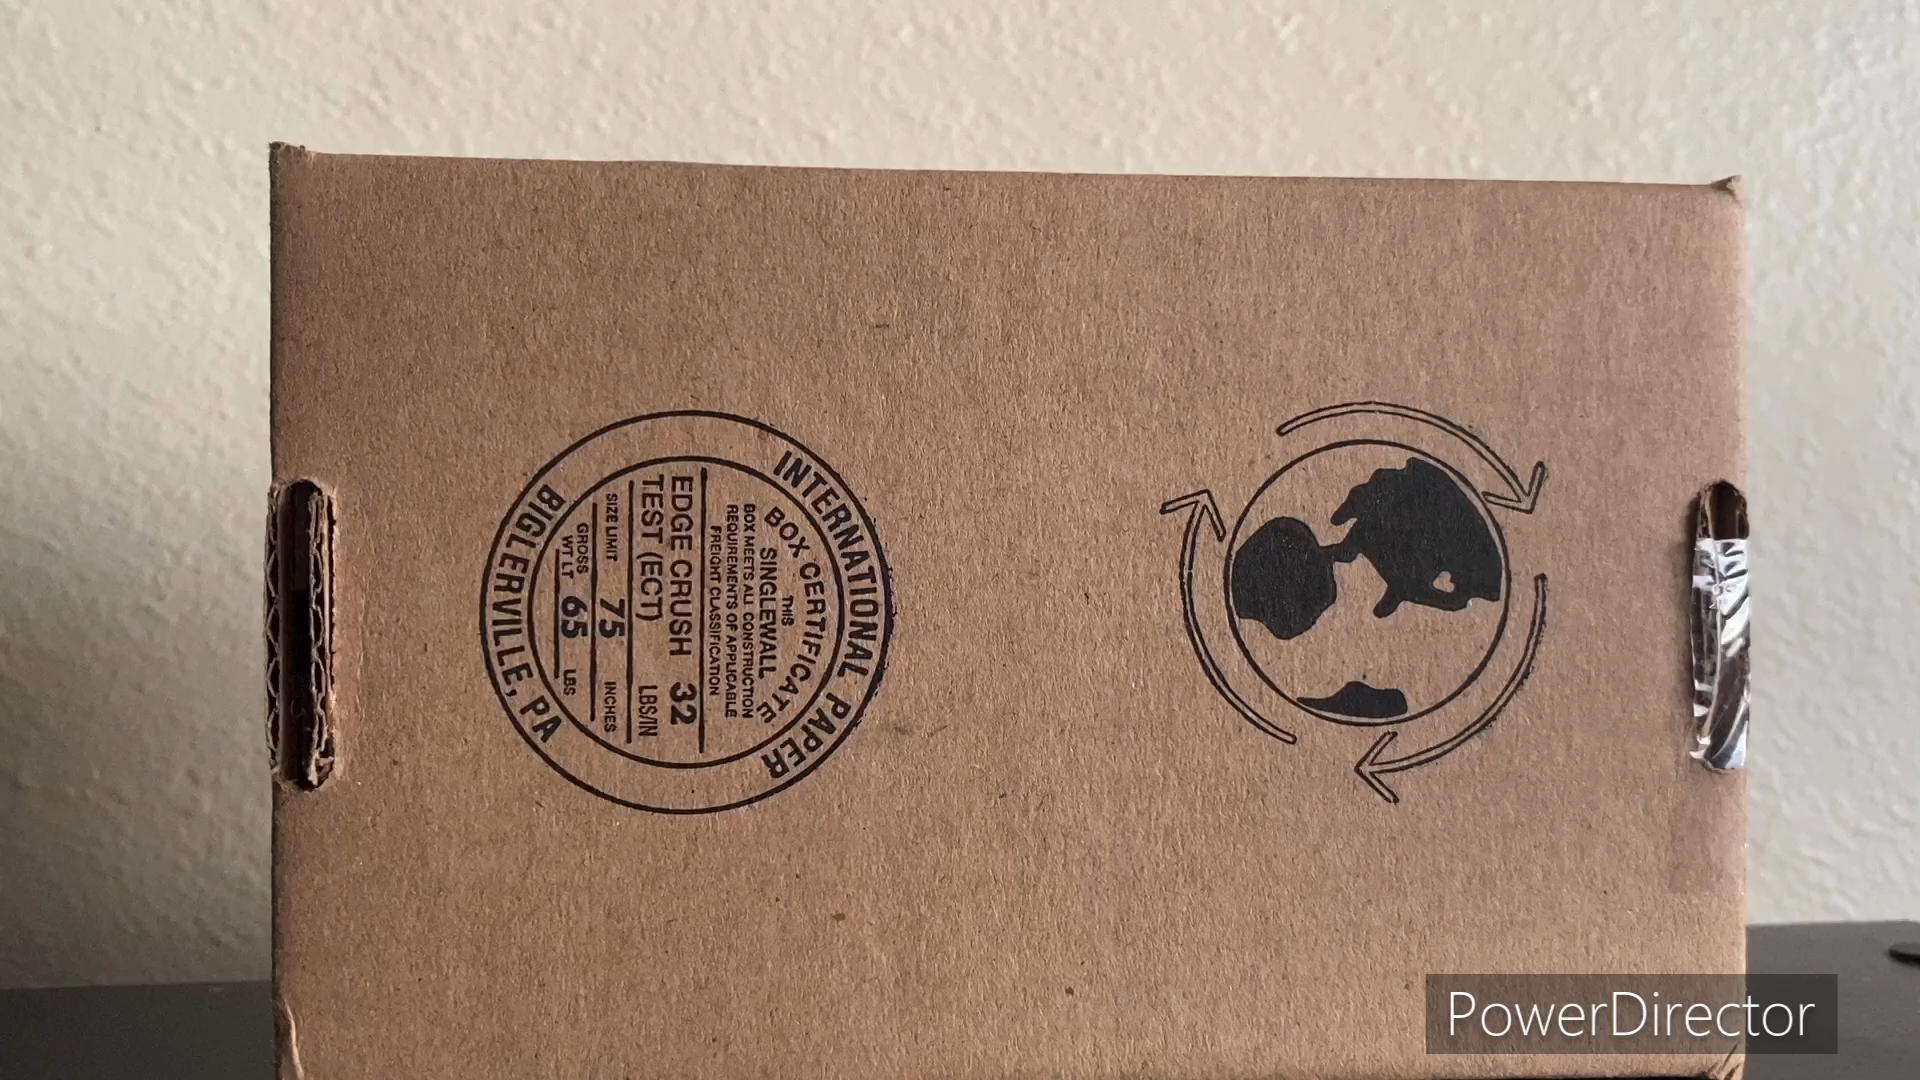 INTERNATIONAL PAPER
BOX CERTIFICATE
THIS
SINGLEWALL
BOX MEETS ALL CONSTRUCTION
REQUIREMENTS OF APPLICABLE
FREIGHT CLASSIFICATION
EDGE CRUSH 32
TEST (ECT) LBS/IN
SIZE LIMIT 75 INCHES
GROSS
WT LT 65 LBS
BIGLERVILLE, PA
PowerDirector